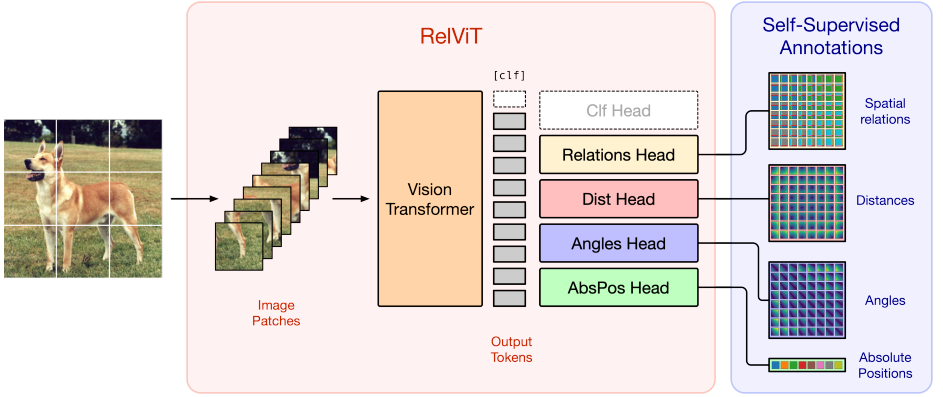 RelViT
Self-Supervised
Annotations
[clf]
Clf Head
Relations Head
Dist Head
Angles Head
AbsPos Head
Vision
Transformer
Image
Patches
Output
Tokens
Spatial
relations
Distances
Angles
Absolute
Positions